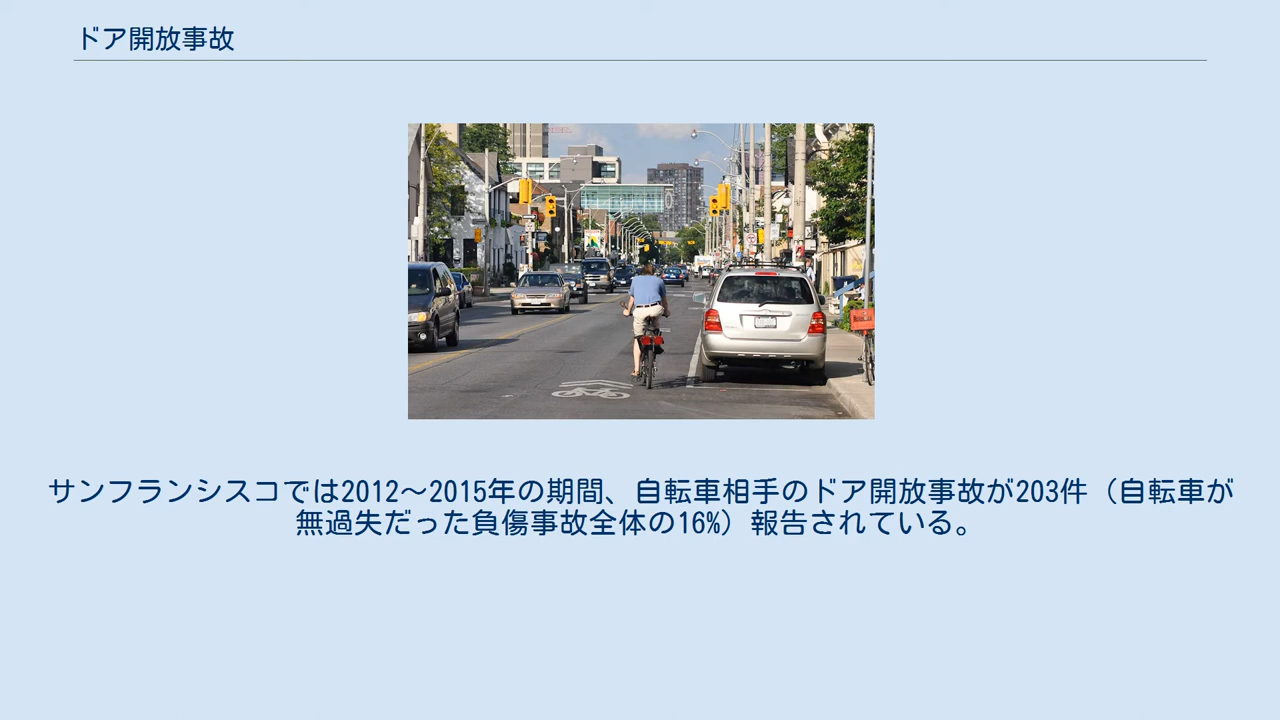 ドア開放事故
サンフランシスコでは2012〜2015年の期間、自転車相手のドア開放事故が203件（自転車が
無過失だった負傷事故全体の16%）報告されている。